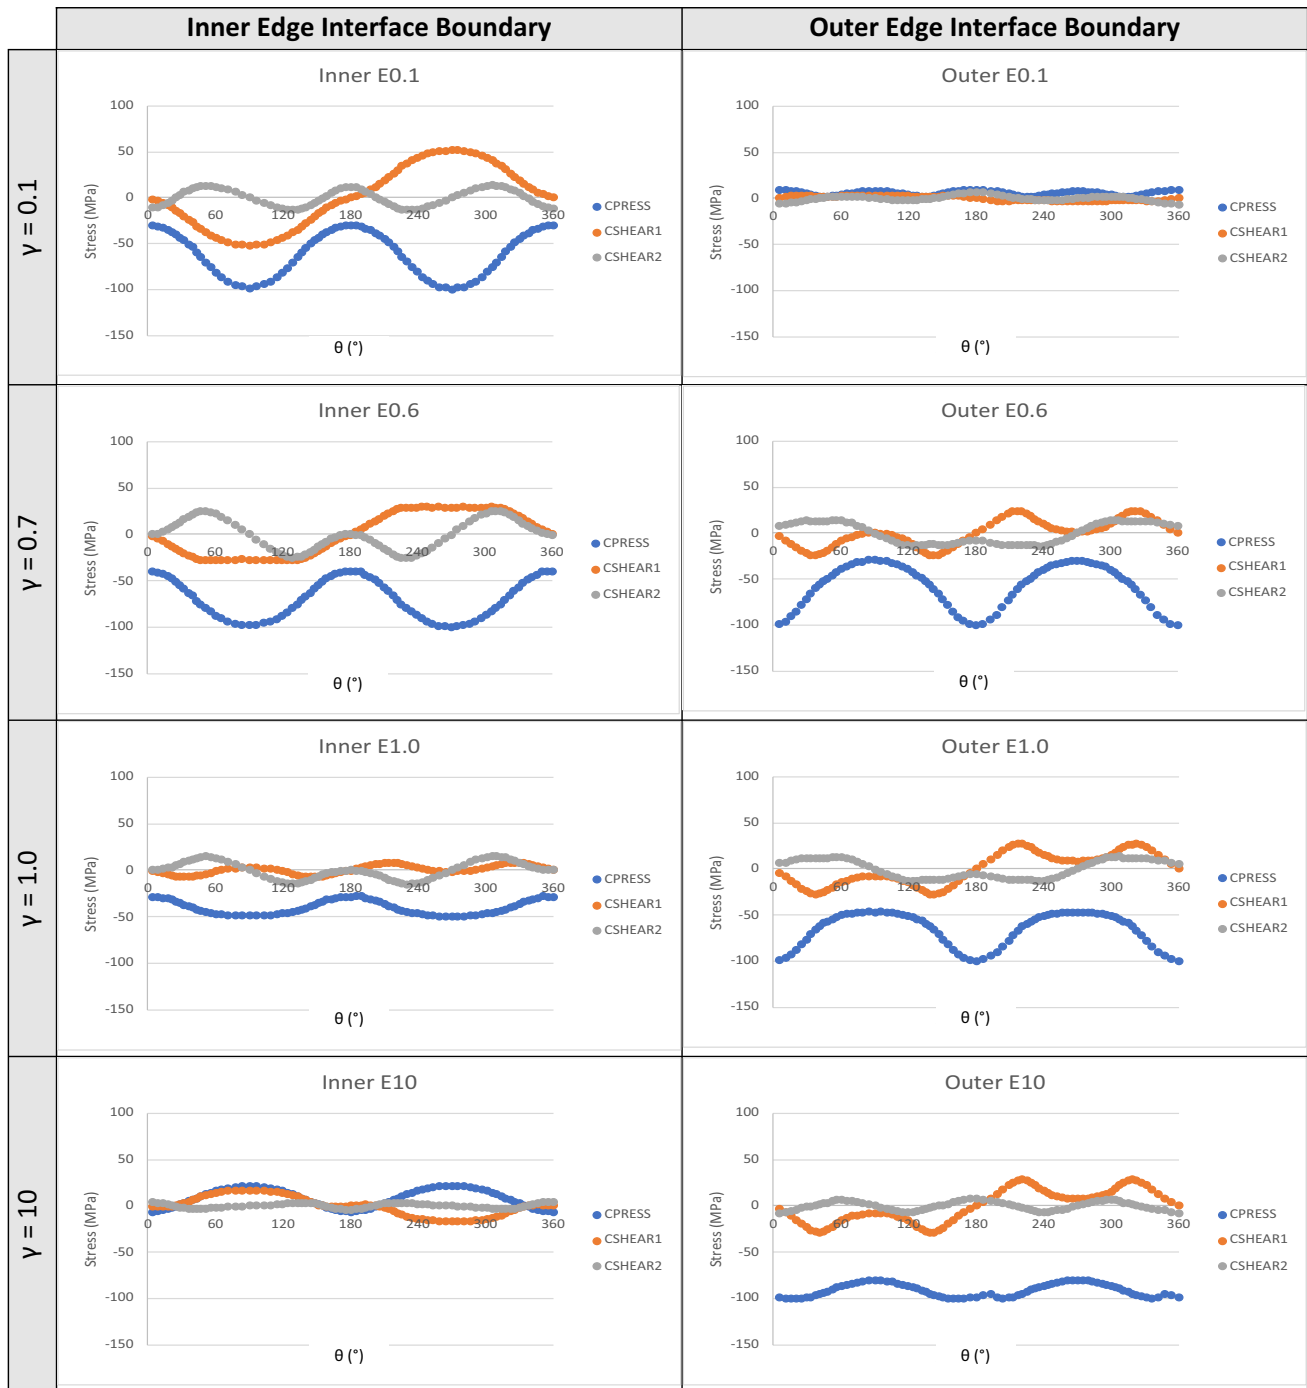 Inner Edge Interface Boundary
Outer Edge Interface Boundary
γ = 0.1
Inner E0.1
100
50
0
-50
-100
-150
0 60 120 180 240 300 360
Stress (MPa)
θ (°)
CPRESS
CSHEAR1
CSHEAR2
Outer E0.1
100
50
0
-50
-100
-150
0 60 120 180 240 300 360
Stress (MPa)
θ (°)
CPRESS
CSHEAR1
CSHEAR2
γ = 0.7
Inner E0.6
100
50
0
-50
-100
-150
0 60 120 180 240 300 360
Stress (MPa)
θ (°)
CPRESS
CSHEAR1
CSHEAR2
Outer E0.6
100
50
0
-50
-100
-150
0 60 120 180 240 300 360
Stress (MPa)
θ (°)
CPRESS
CSHEAR1
CSHEAR2
γ = 1.0
Inner E1.0
100
50
0
-50
-100
-150
0 60 120 180 240 300 360
Stress (MPa)
θ (°)
CPRESS
CSHEAR1
CSHEAR2
Outer E1.0
100
50
0
-50
-100
-150
0 60 120 180 240 300 360
Stress (MPa)
θ (°)
CPRESS
CSHEAR1
CSHEAR2
γ = 10
Inner E10
100
50
0
-50
-100
-150
0 60 120 180 240 300 360
Stress (MPa)
θ (°)
CPRESS
CSHEAR1
CSHEAR2
Outer E10
100
50
0
-50
-100
-150
0 60 120 180 240 300 360
Stress (MPa)
θ (°)
CPRESS
CSHEAR1
CSHEAR2